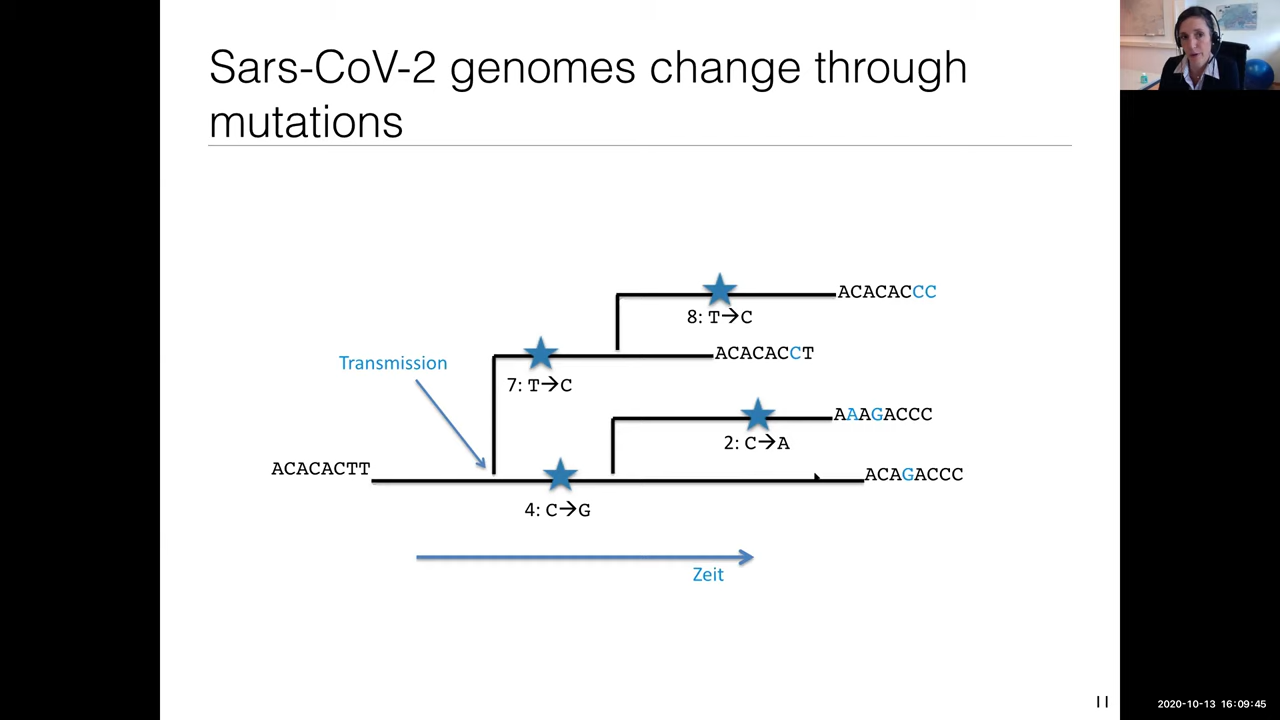 Sars-CoV-2 genomes change through
mutations
ACACACCC
8: T→C
ACACACCT
Transmission
7: T→C
AAAGACCC
2: C→A
ACACACTT
ACAGACCC
4: C→G
Zeit
11
2020-10-13 16:09:45